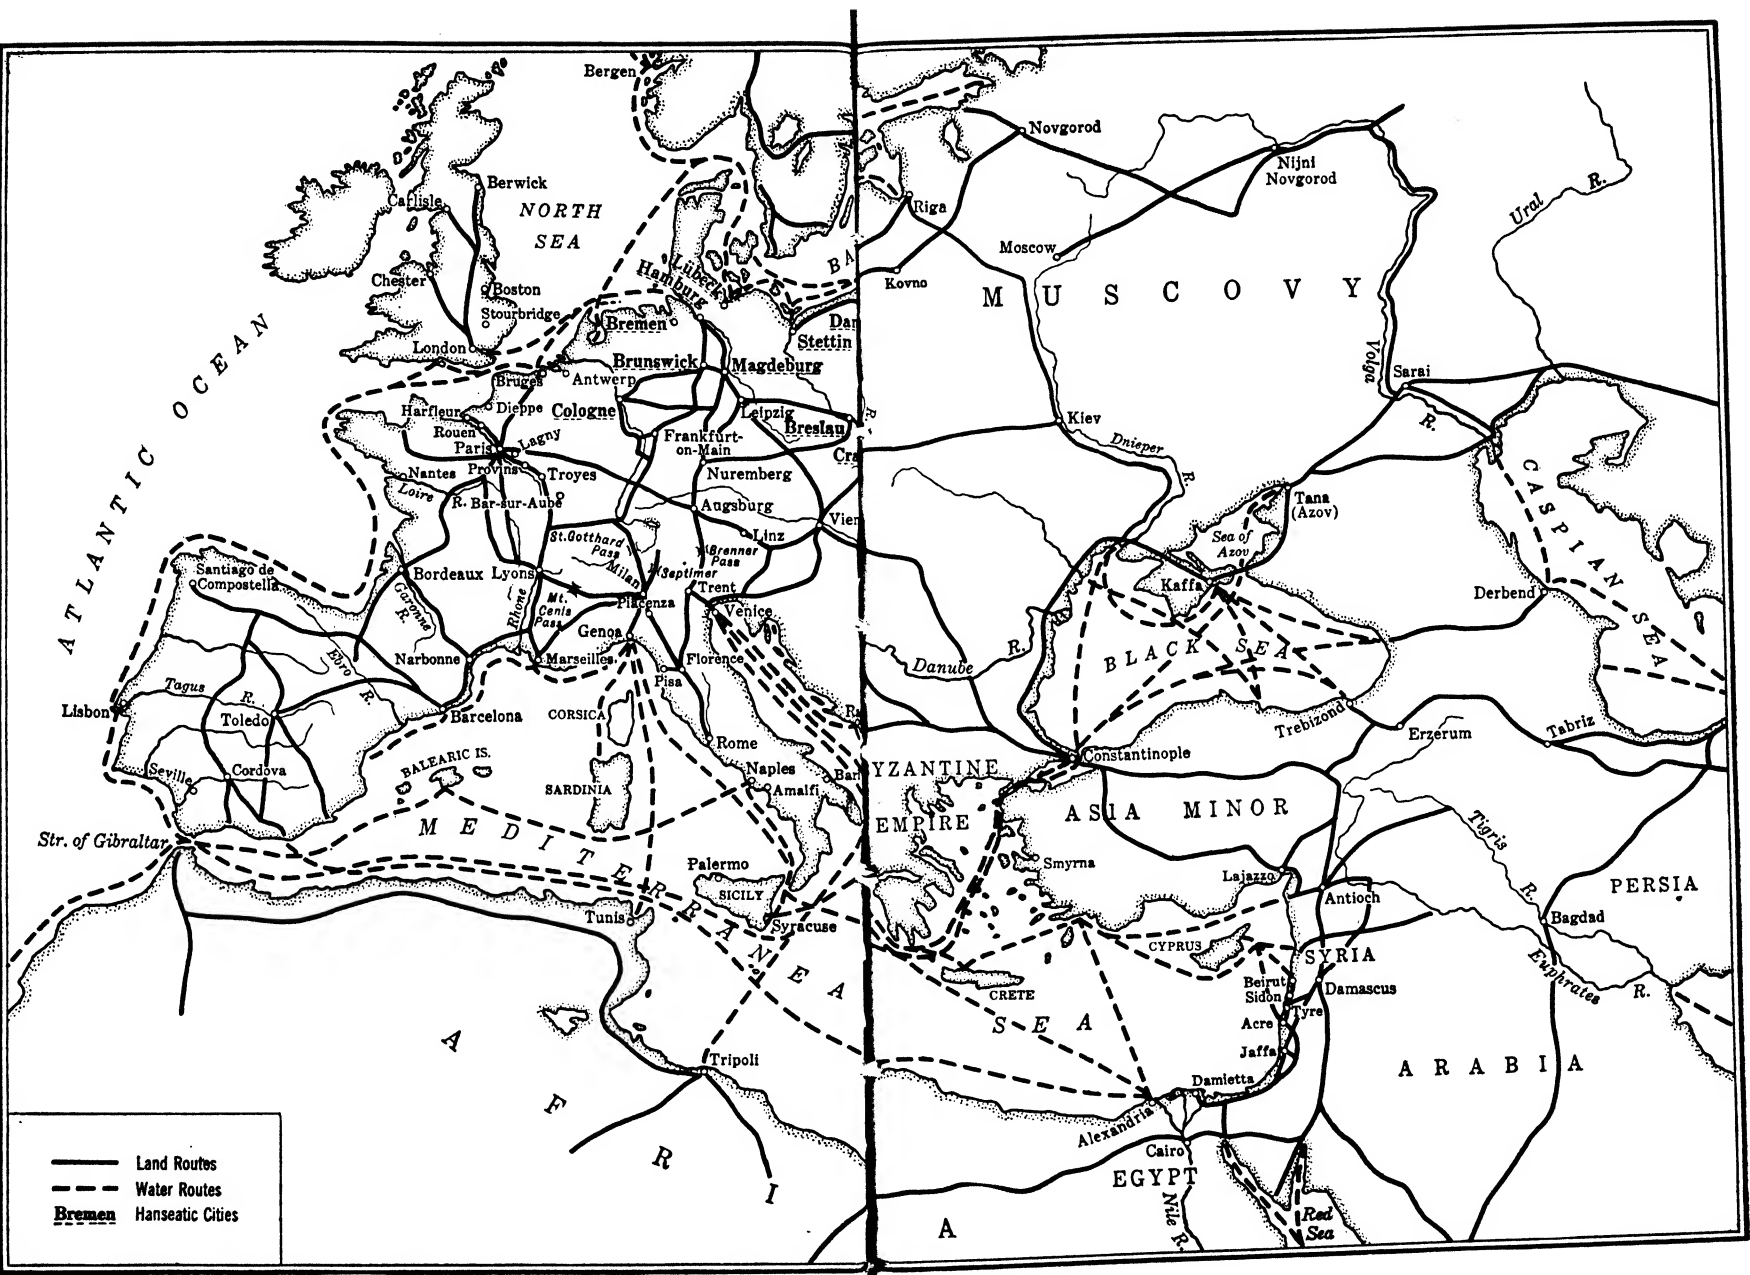 Bergen
Novgorod
Nijni
Novgorod
Ural
R.
Berwick
Carlisle
NORTH
SEA
Riga
Moscow
Lübeck
Hamburg
BA
Kovno
MUSCOVY
Chester
Boston
Stourbridge
Bremen
Dan
Stettin
London
Brunswick
Magdeburg
Volga
R.
Sarai
Bruges
Antwerp
ATLANTIC OCEAN
Harfleur
Dieppe
Cologne
Leipzig
Breslau
R.
Kiev
Rouen
Paris
Lagny
Frankfurt-
on-Main
Cra
Dnieper
R.
Nantes
Provins
Troyes
Nuremberg
Loire
R.
Bar-sur-Aube
Augsburg
Vien
Tana
(Azov)
CASPIAN SEA
St. Gotthard
Pass
Linz
Brenner
Pass
Sea of
Azov
Santiago de
Compostella
Bordeaux
Lyons
Milan
Septimer
Trent
Kaffa
Derbend
Garonne
R.
Rhone
Mt.
Cenis
Pass
Piacenza
Venice
Genoa
Narbonne
Marseilles
Florence
Pisa
Danube
R.
BLACK SEA
Ebro
R.
Tagus
R.
Lisbon
Toledo
Barcelona
CORSICA
R
Trebizond
Erzerum
Tabriz
Rome
Constantinople
Seville
Cordova
BALEARIC IS.
SARDINIA
Naples
Amalfi
Bari
YZANTINE
EMPIRE
ASIA MINOR
Str. of Gibraltar
MEDITERRANEA
SEA
Palermo
SICILY
Smyrna
Lajazzo
Tigris
R.
PERSIA
Tunis
Syracuse
Antioch
Bagdad
CYPRUS
SYRIA
CRETE
Beirut
Sidon
Damascus
Euphrates
R.
Acre
Tyre
Jaffa
Tripoli
Damietta
ARABIA
Alexandria
Cairo
EGYPT
Nile R.
Red
Sea
AFRI
A
Land Routes
Water Routes
Bremen Hanseatic Cities